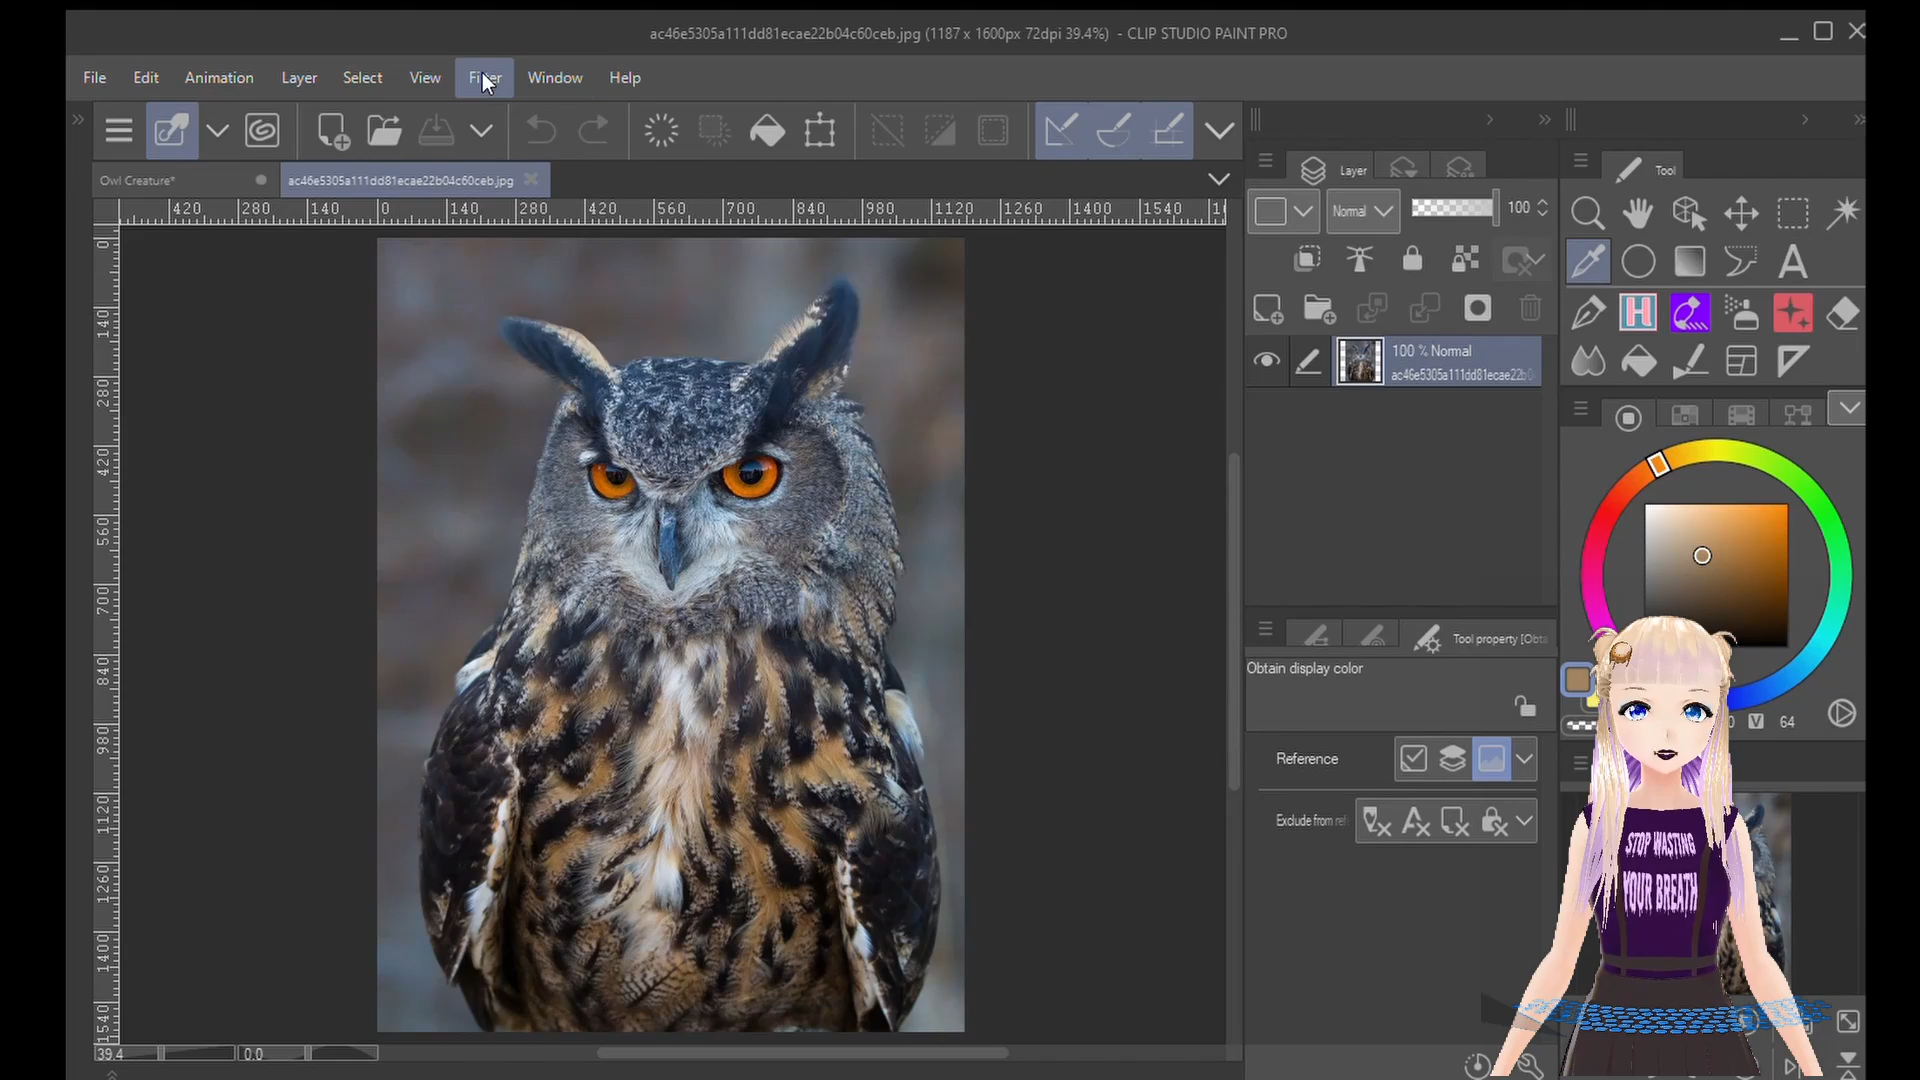 ac46e5305a111dd81ecae22b04c60ceb.jpg (1187 x 1600px 72dpi 39.4%) - CLIP STUDIO PAINT PRO
File Edit Animation Layer Select View Filter Window Help
Owl Creature*
ac46e5305a111dd81ecae22b04c60ceb.jpg
Layer
Tool
420 280 140 0 140 280 420 560 700 840 980 1120 1260 1400 1540
0
140
280
420
560
700
840
980
1120
1260
1400
1540
Normal
100
A
H
100 % Normal
ac46e5305a111dd81ecae22b0
Tool property [Obta
Obtain display color
Reference
Exclude from re
V 64
STOP WASTING
YOUR BREATH
39.4
0.0